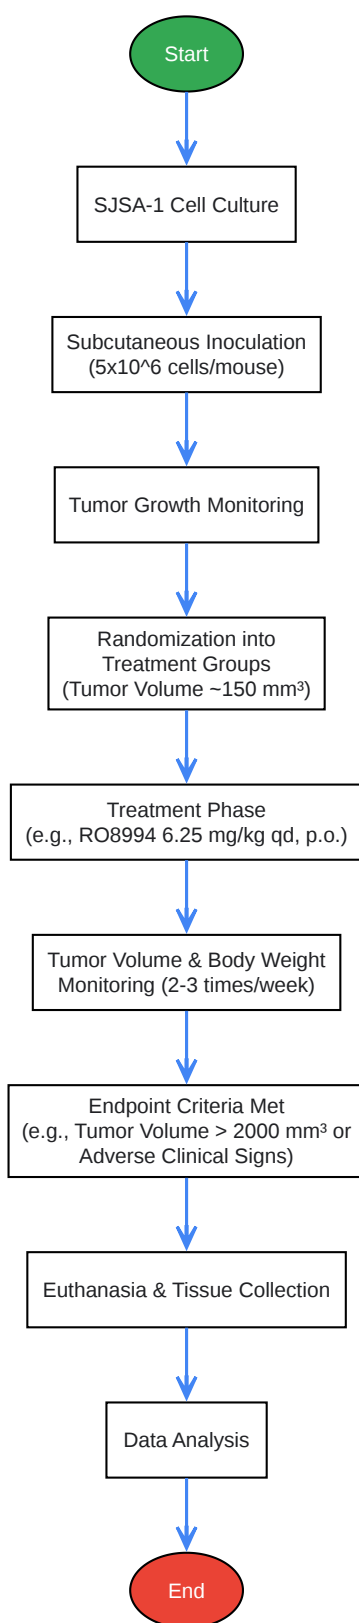 Start
SJSA-1 Cell Culture
Subcutaneous Inoculation
(5x10^6 cells/mouse)
Tumor Growth Monitoring
Randomization into
Treatment Groups
(Tumor Volume ~150 mm³)
Treatment Phase
(e.g., RO8994 6.25 mg/kg qd, p.o.)
Tumor Volume & Body Weight
Monitoring (2-3 times/week)
Endpoint Criteria Met
(e.g., Tumor Volume > 2000 mm³ or
Adverse Clinical Signs)
Euthanasia & Tissue Collection
Data Analysis
End